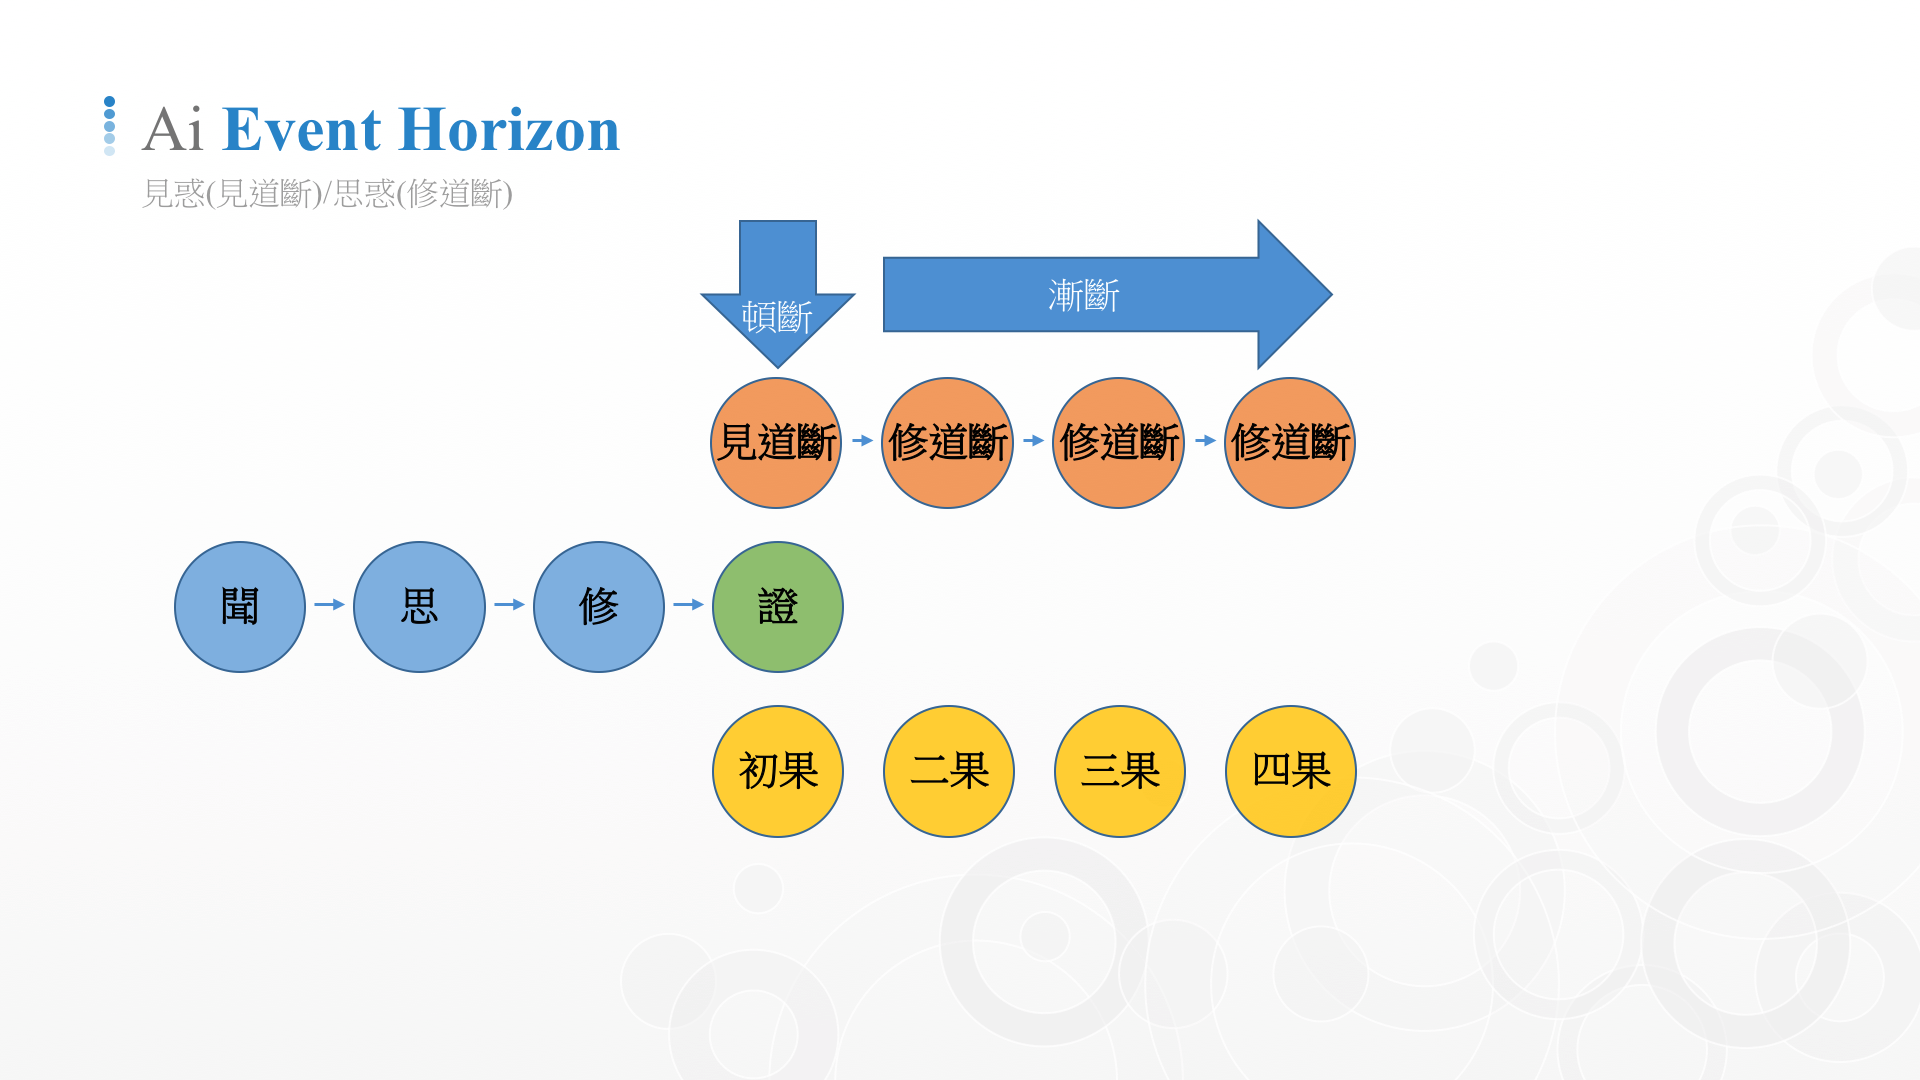 Ai Event Horizon
見惑(見道斷)/思惑(修道斷)
頓斷
漸斷
見道斷 修道斷 修道斷 修道斷
聞 思 修 證
初果 二果 三果 四果